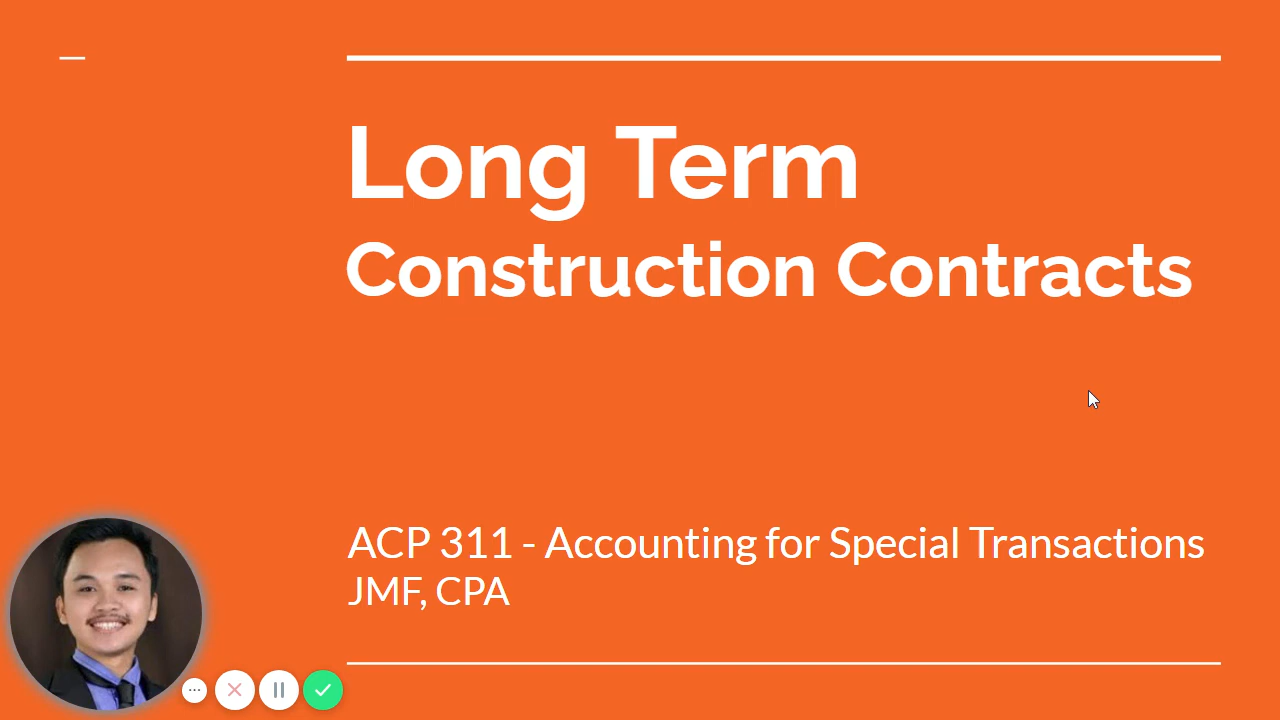 Long Term
Construction Contracts
ACP 311 - Accounting for Special Transactions
JMF, CPA